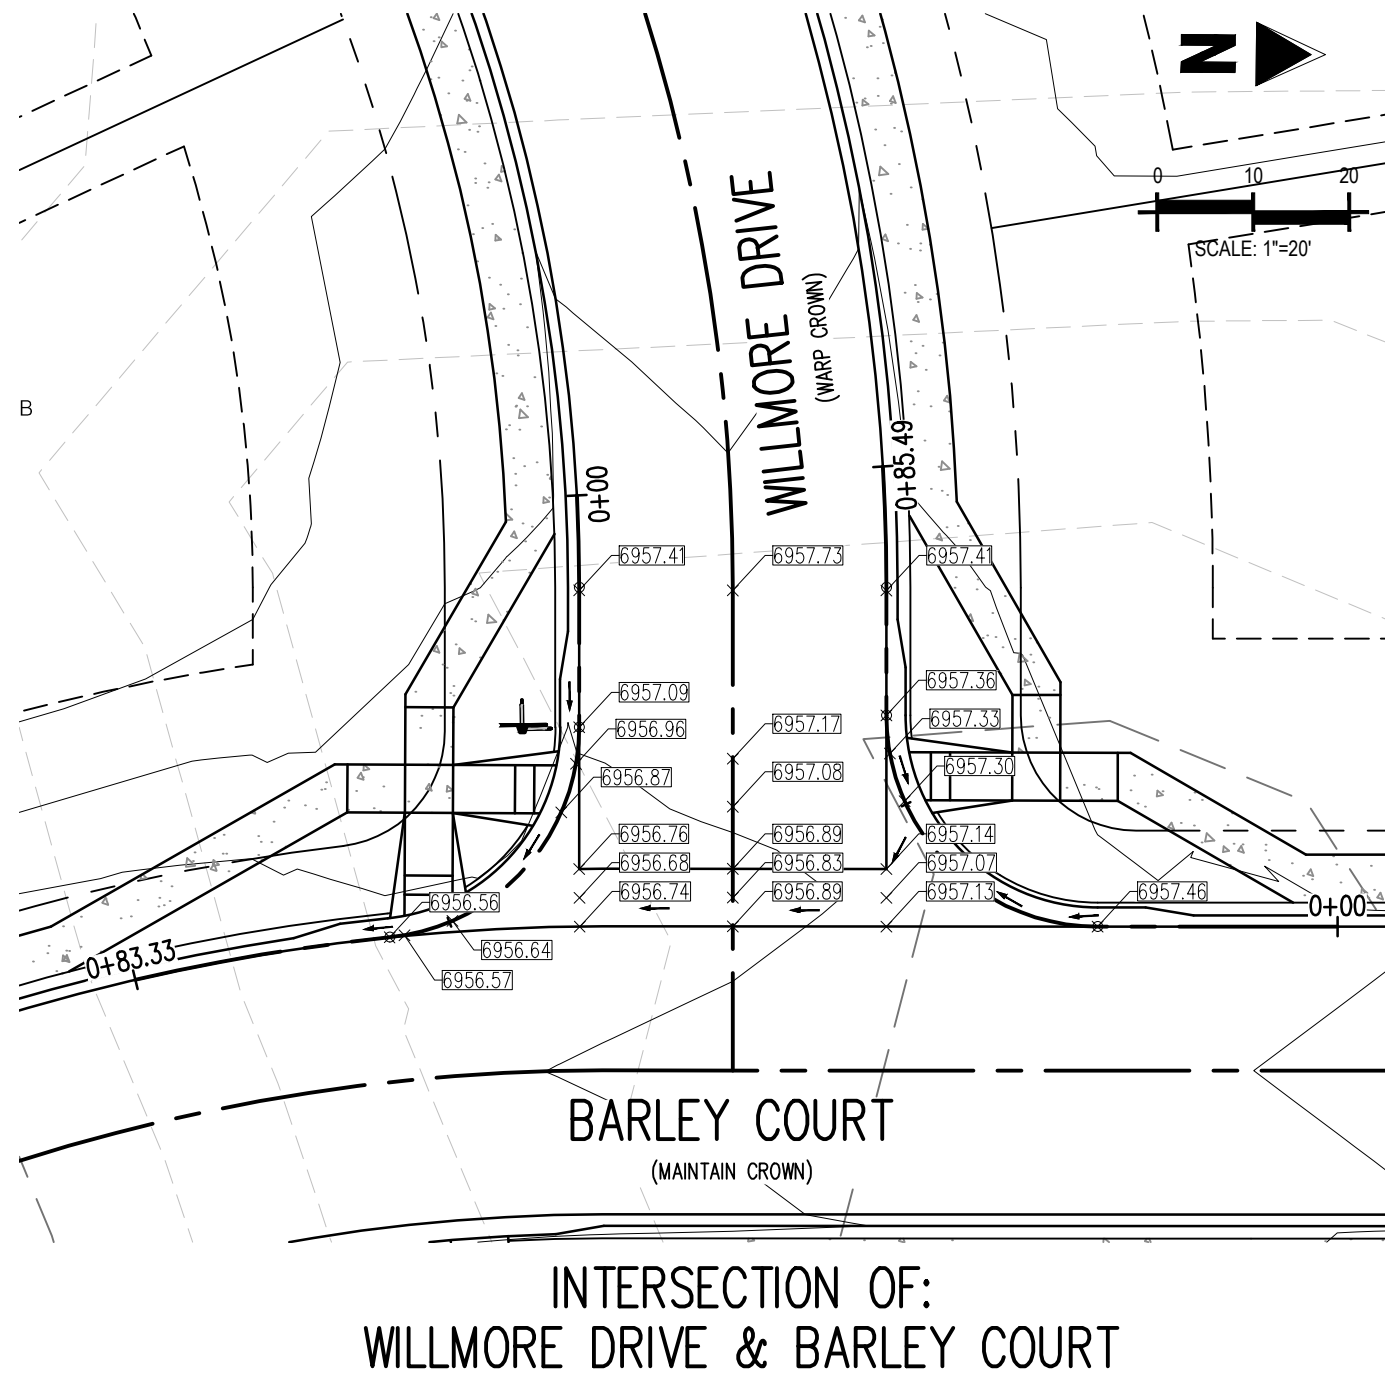 N
0 10 20
SCALE: 1"=20'
WILLMORE DRIVE
(WARP CROWN)
B
0+00
0+85.49
6957.41
6957.73
6957.41
6957.09
6957.36
6956.96
6957.17
6957.33
6956.87
6957.08
6957.30
6956.76
6956.89
6957.14
6956.68
6956.83
6957.07
6956.74
6956.89
6957.13
6957.46
6956.56
0+00
6956.64
0+83.33
6956.57
BARLEY COURT
(MAINTAIN CROWN)
INTERSECTION OF:
WILLMORE DRIVE & BARLEY COURT